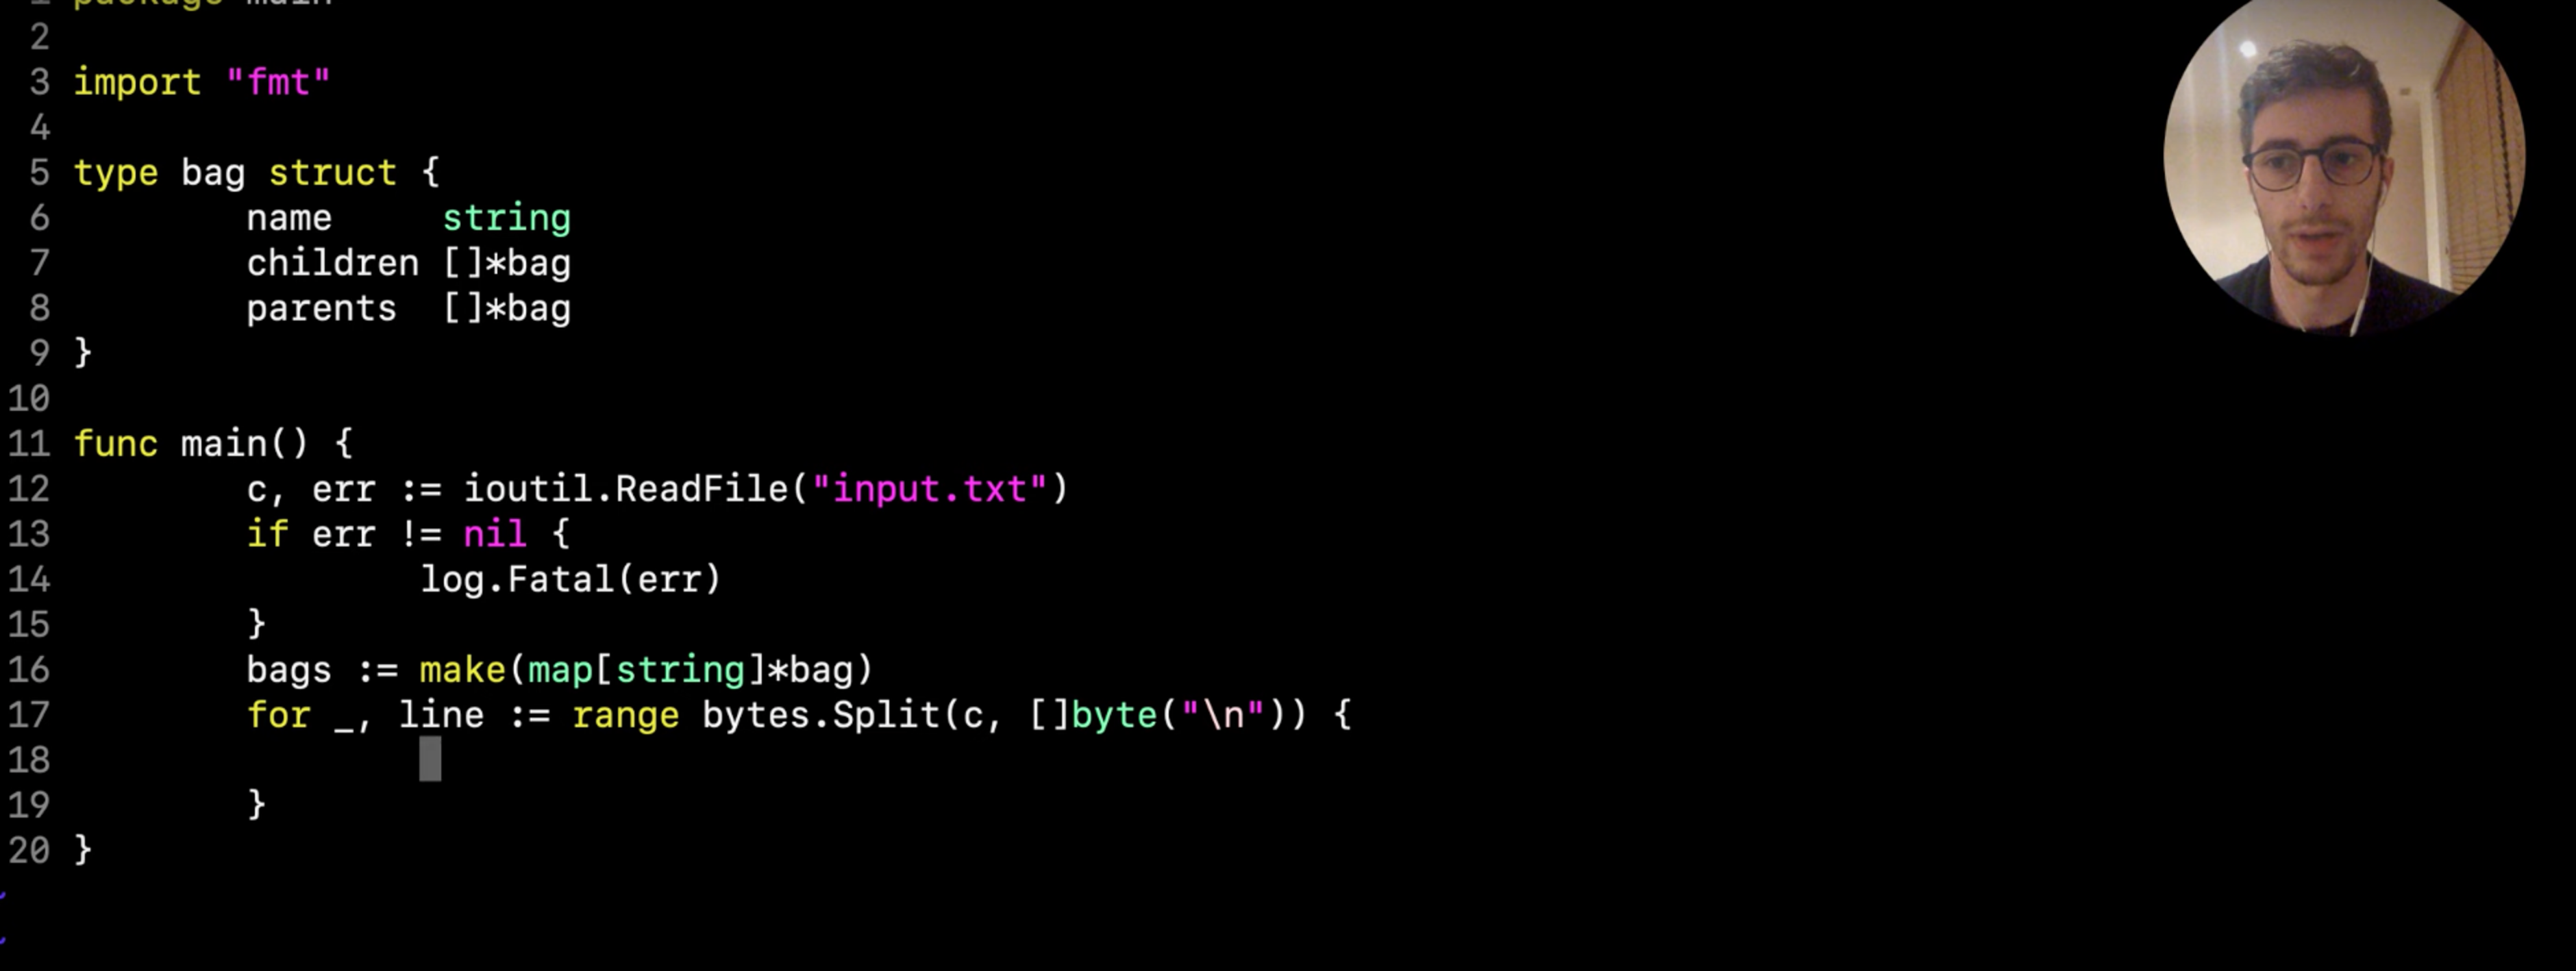 1 package main
2
3 import "fmt"
4
5 type bag struct {
6 name string
7 children []*bag
8 parents []*bag
9 }
10
11 func main() {
12 c, err := ioutil.ReadFile("input.txt")
13 if err != nil {
14 log.Fatal(err)
15 }
16 bags := make(map[string]*bag)
17 for _, line := range bytes.Split(c, []byte("\n")) {
18
19 }
20 }